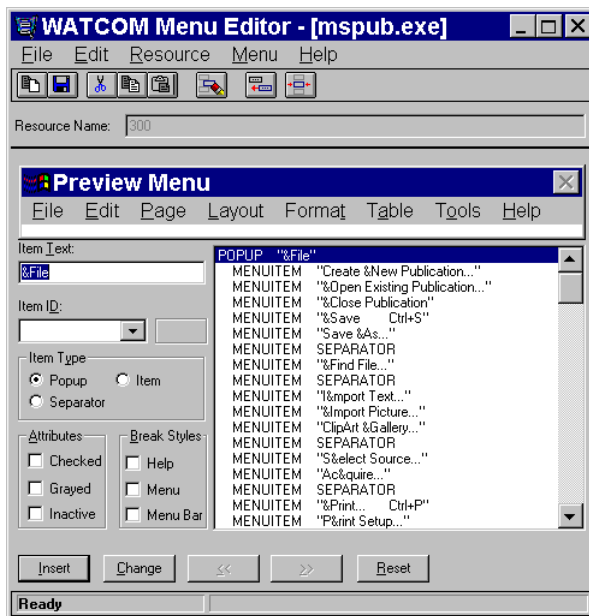 WATCOM Menu Editor - [mspub.exe]
File Edit Resource Menu Help
Resource Name: 300
Preview Menu
File Edit Page Layout Format Table Tools Help
Item Text:
&File
Item ID:
Item Type
Popup Item
Separator
Attributes
Checked
Grayed
Inactive
Break Styles
Help
Menu
Menu Bar
POPUP "&File"
MENUITEM "Create &New Publication..."
MENUITEM "&Open Existing Publication..."
MENUITEM "&Close Publication"
MENUITEM "&Save Ctrl+S"
MENUITEM "Save &As..."
MENUITEM SEPARATOR
MENUITEM "&Find File..."
MENUITEM SEPARATOR
MENUITEM "I&mport Text..."
MENUITEM "&Import Picture..."
MENUITEM "ClipArt &Gallery..."
MENUITEM SEPARATOR
MENUITEM "S&elect Source..."
MENUITEM "Ac&quire..."
MENUITEM SEPARATOR
MENUITEM "&Print... Ctrl+P"
MENUITEM "P&rint Setup..."
Insert Change << >> Reset
Ready